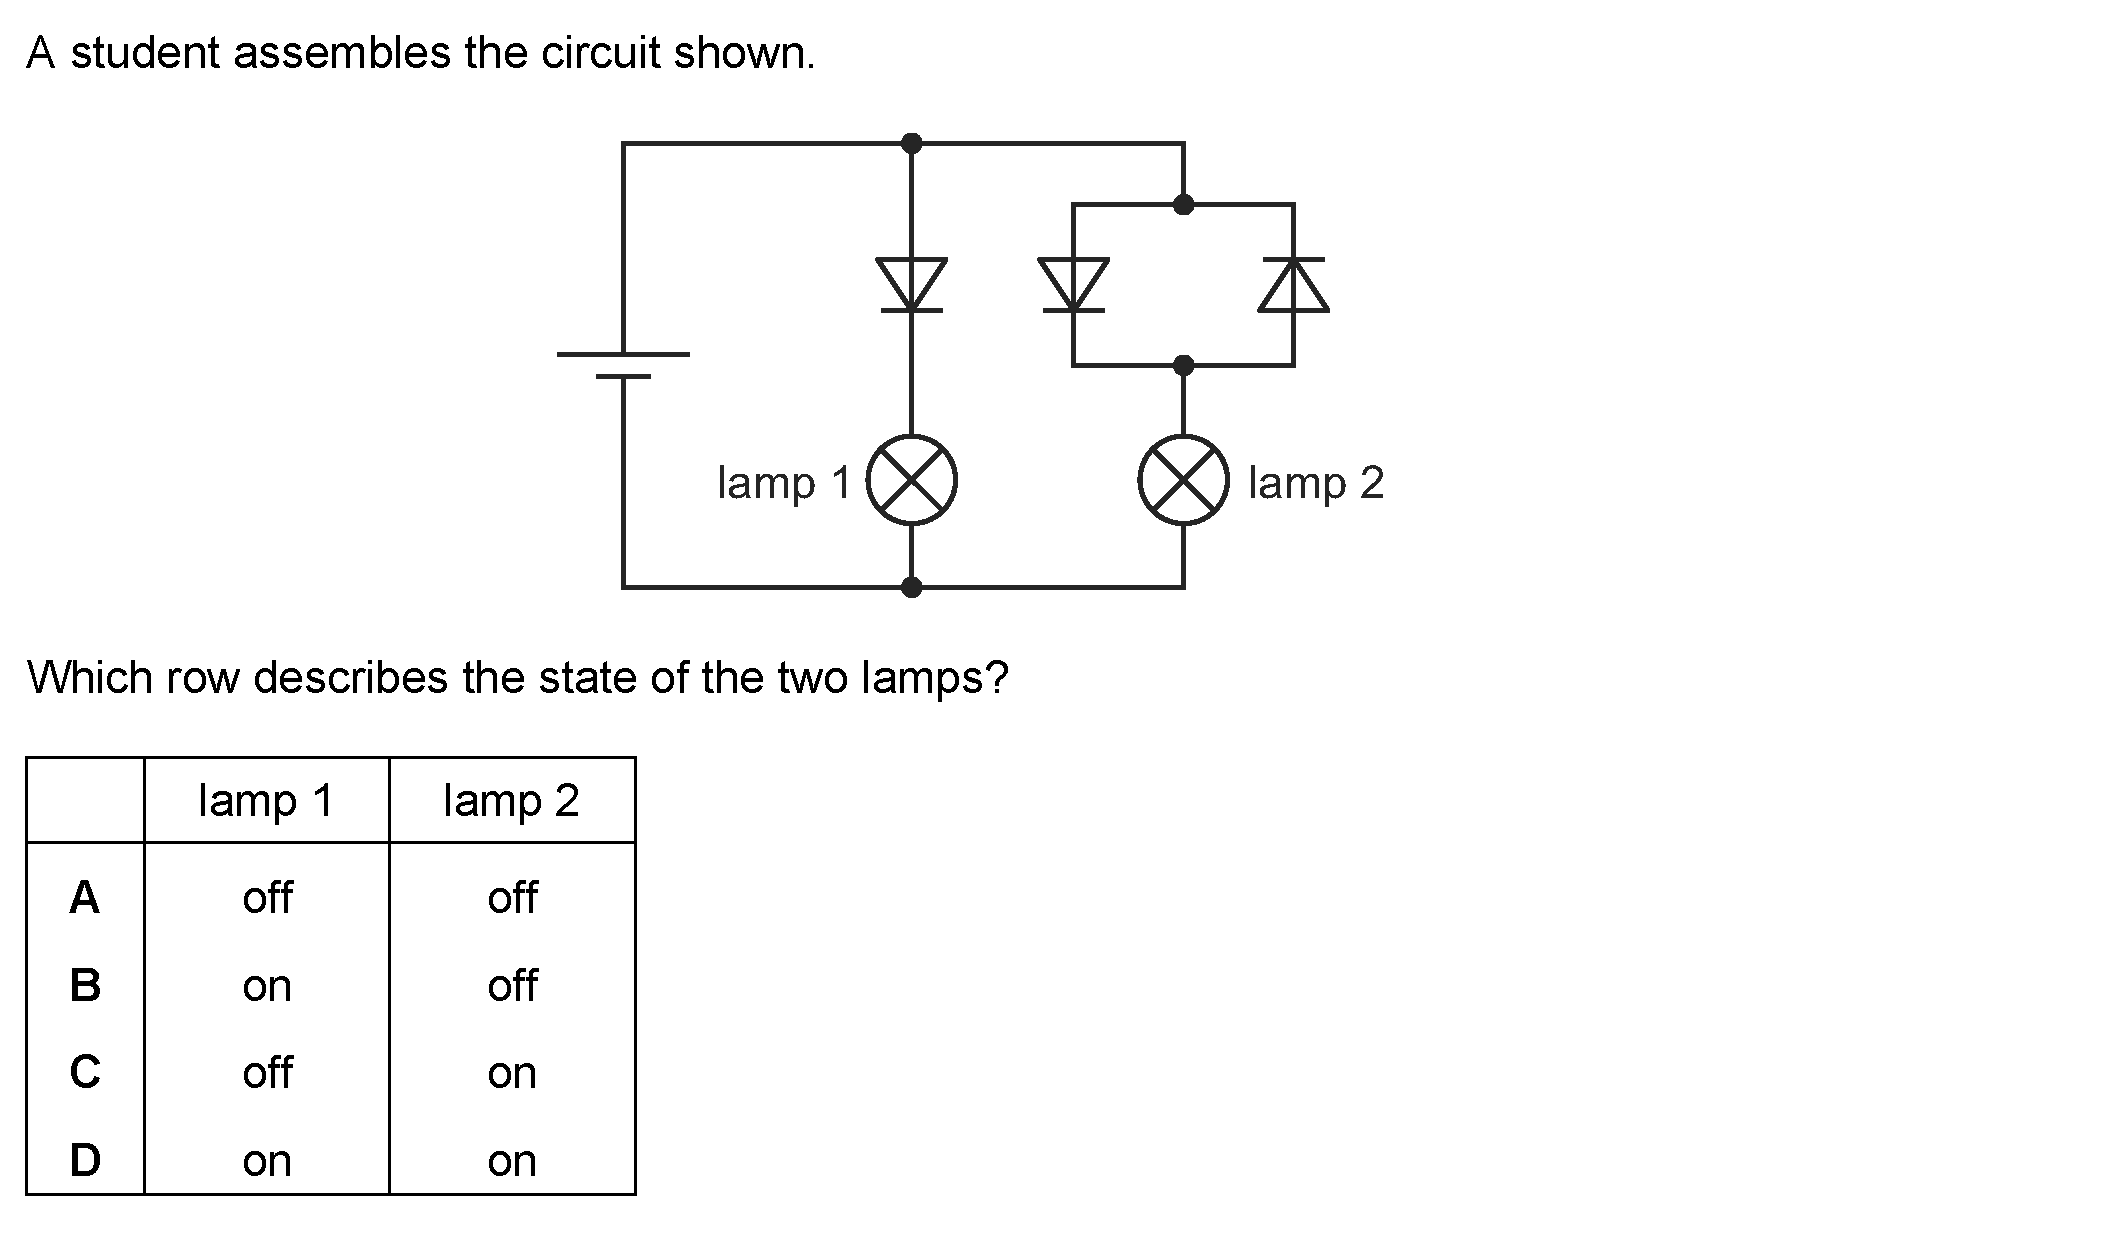 A student assembles the circuit shown.
lamp 1
lamp 2
Which row describes the state of the two lamps?
lamp 1 lamp 2
A off off
B on off
C off on
D on on